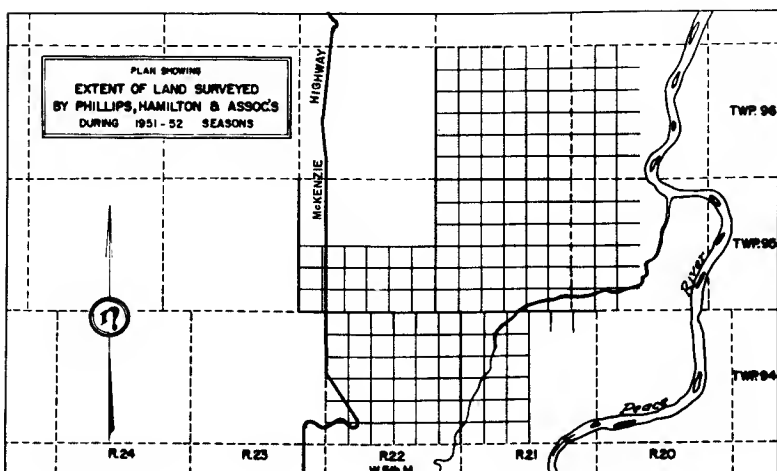 PLAN SHOWING
EXTENT OF LAND SURVEYED
BY PHILLIPS, HAMILTON & ASSOC'S
DURING 1951-52 SEASONS
HIGHWAY
McKENZIE
TWP. 96
TWP. 95
River
TWP. 94
Peace
R.24
R.23
R.22
R.21
R.20